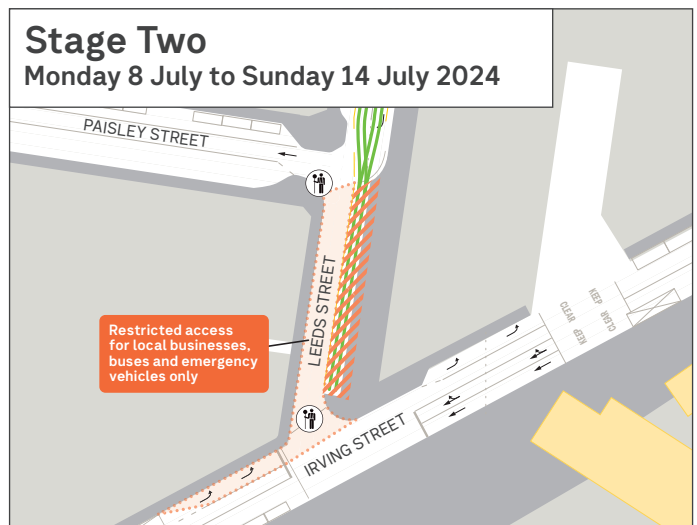 Stage Two
Monday 8 July to Sunday 14 July 2024
PAISLEY STREET
LEEDS STREET
Restricted access
for local businesses,
buses and emergency
vehicles only
IRVING STREET
KEEP
CLEAR
KEEP
CLEAR